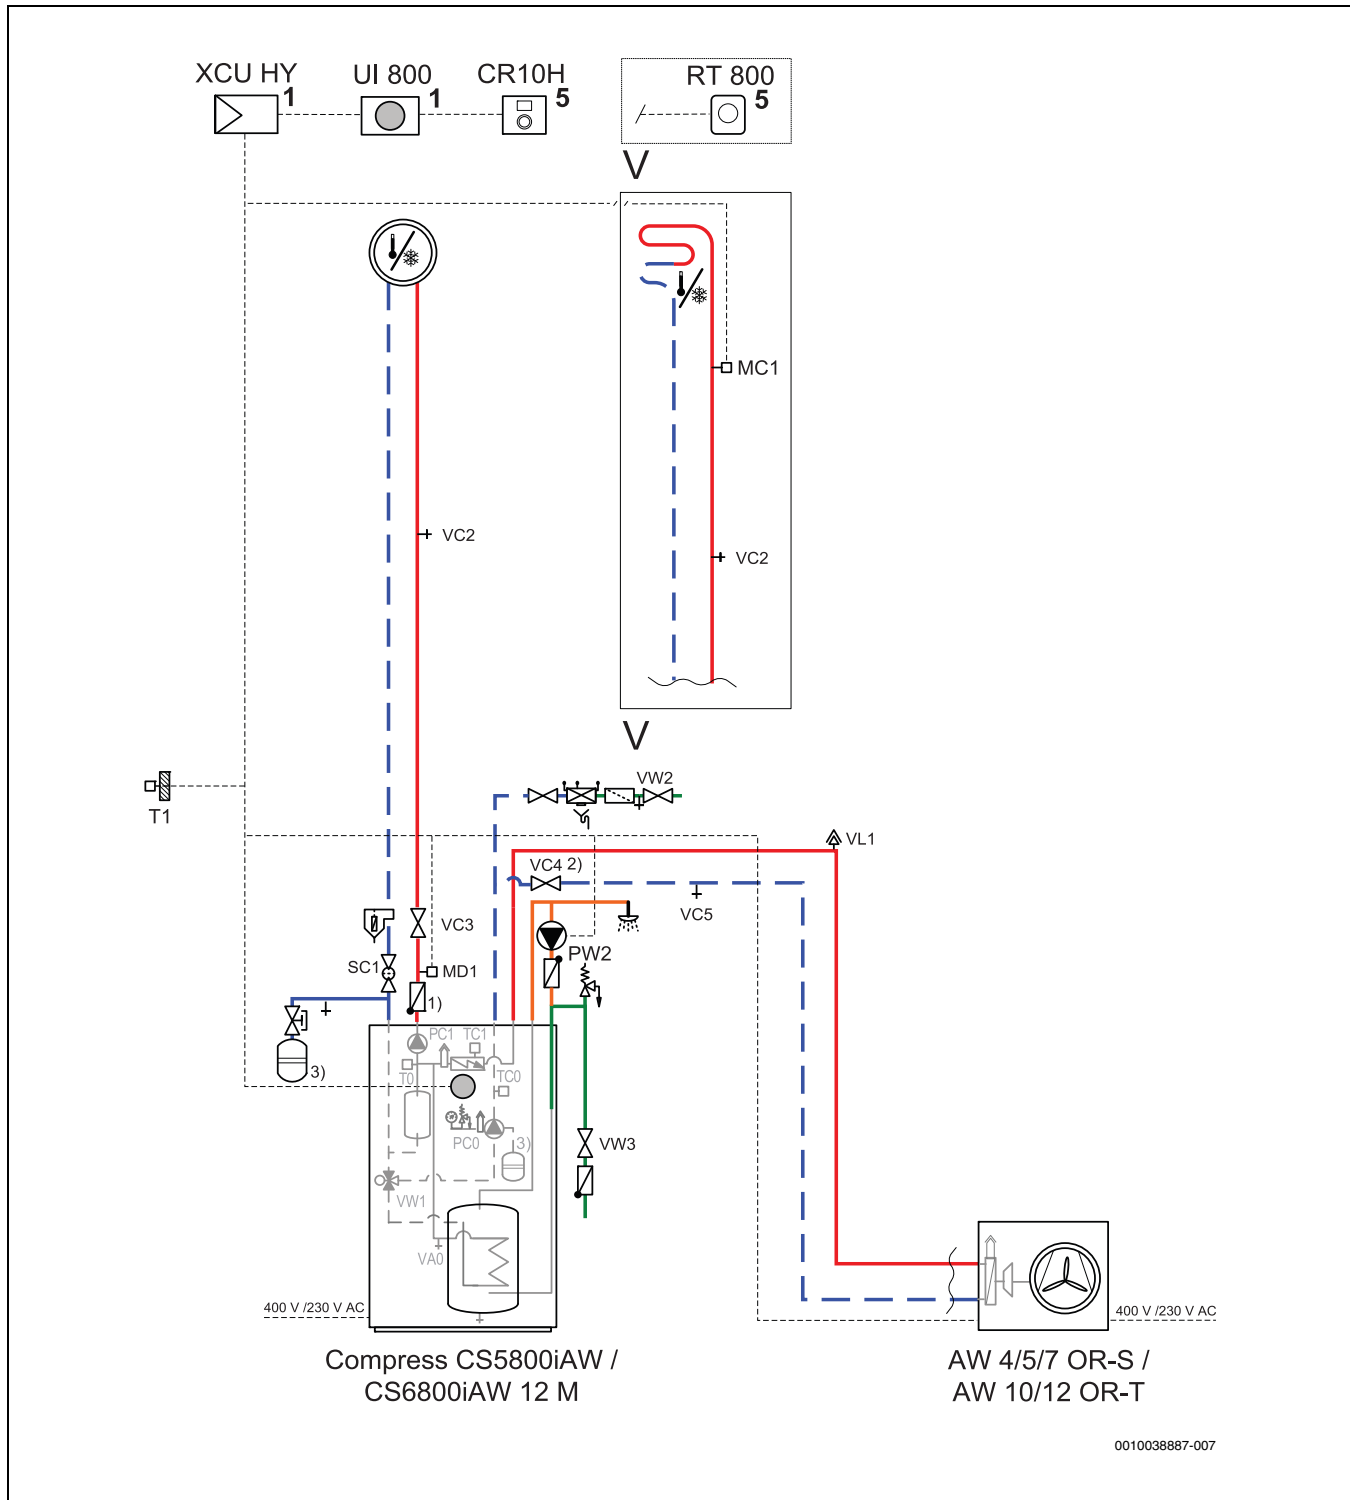 XCU HY
1
UI 800
1
CR10H
5
RT 800
5
V
MC1
VC2
VC2
V
T1
VW2
VL1
VC4 2)
VC5
VC3
PW2
SC1
MD1
1)
3)
PC1
TC1
T0
TC0
PC0
3)
VW3
VW1
VA0
400 V /230 V AC
400 V /230 V AC
Compress CS5800iAW /
CS6800iAW 12 M
AW 4/5/7 OR-S /
AW 10/12 OR-T
0010038887-007